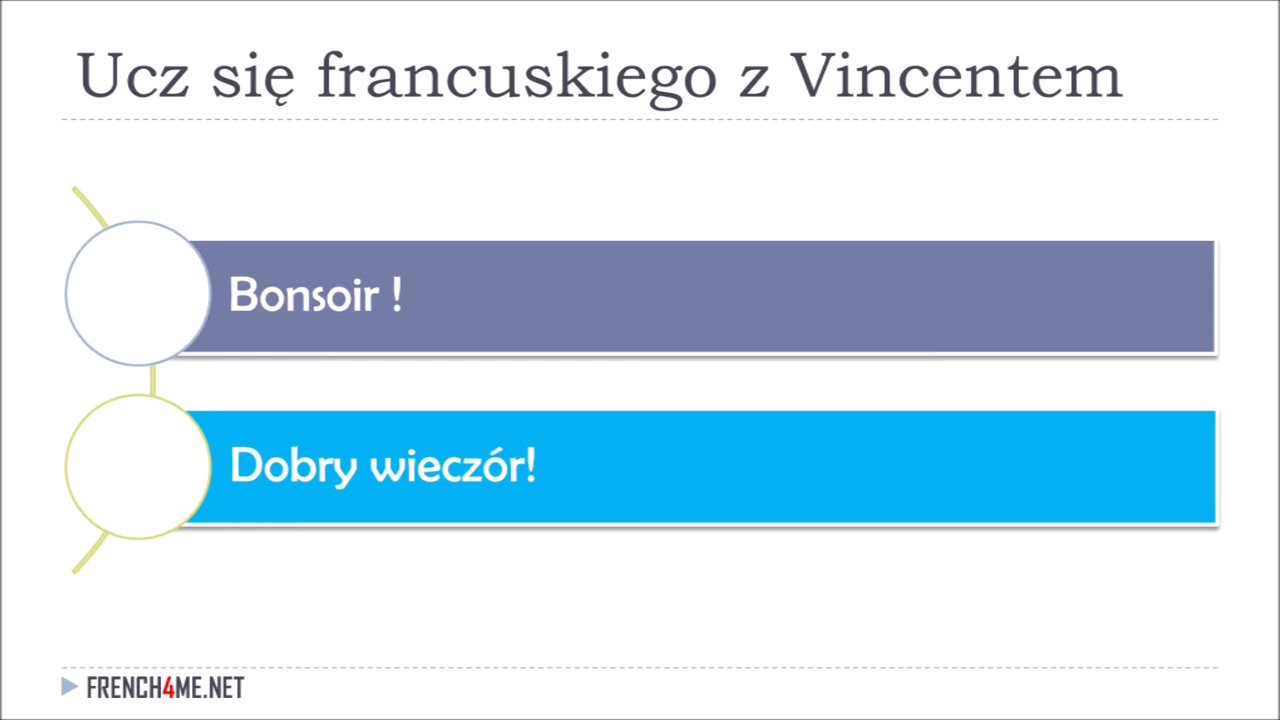 Ucz się francuskiego z Vincentem
Bonsoir !
Dobry wieczór!
FRENCH4ME.NET